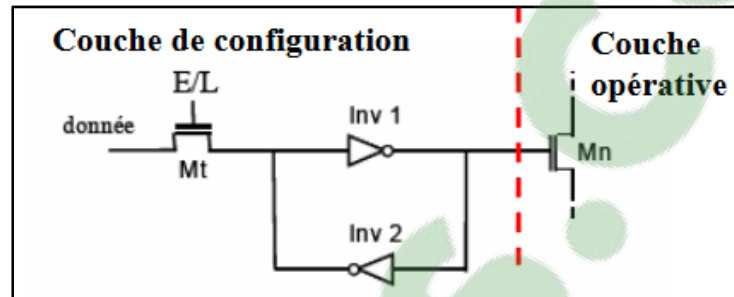 Couche de configuration
Couche
opérative
E/L
donnée
Mt
Inv 1
Mn
Inv 2